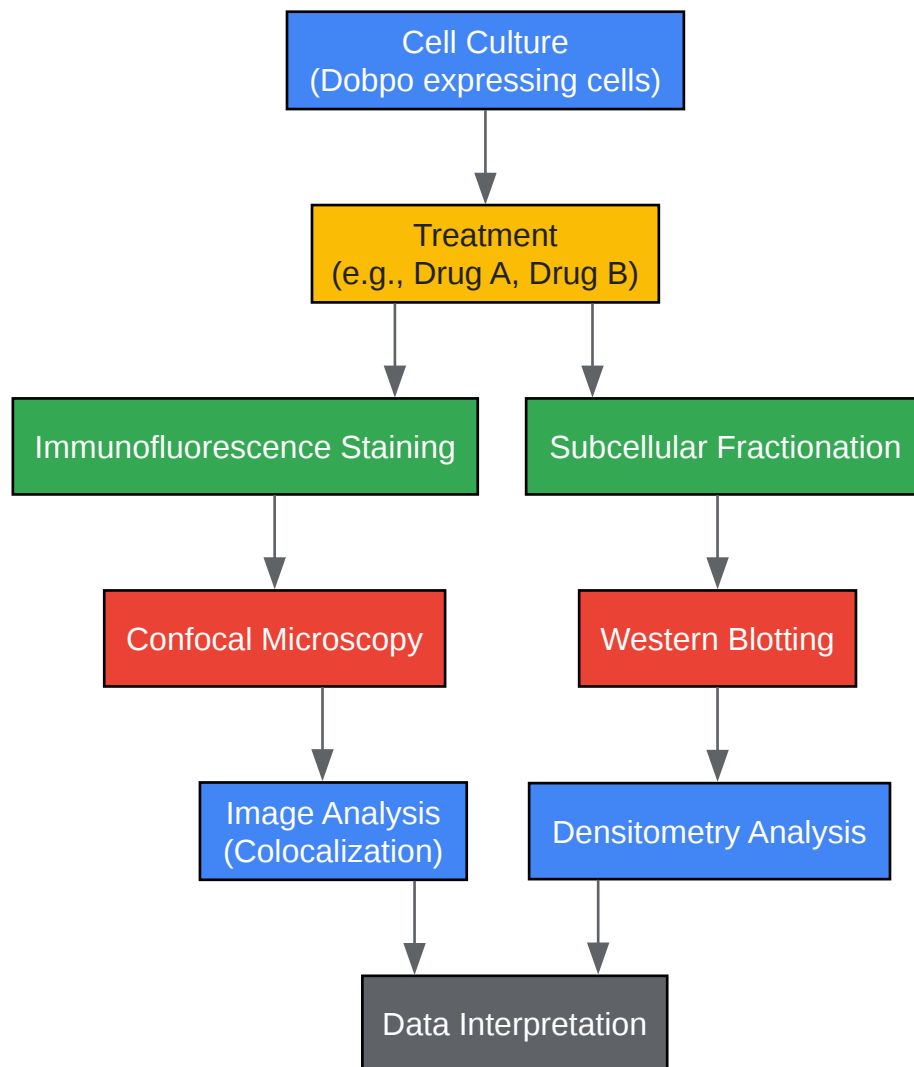 Cell Culture
(Dobpo expressing cells)
Treatment
(e.g., Drug A, Drug B)
Immunofluorescence Staining
Subcellular Fractionation
Confocal Microscopy
Western Blotting
Image Analysis
(Colocalization)
Densitometry Analysis
Data Interpretation